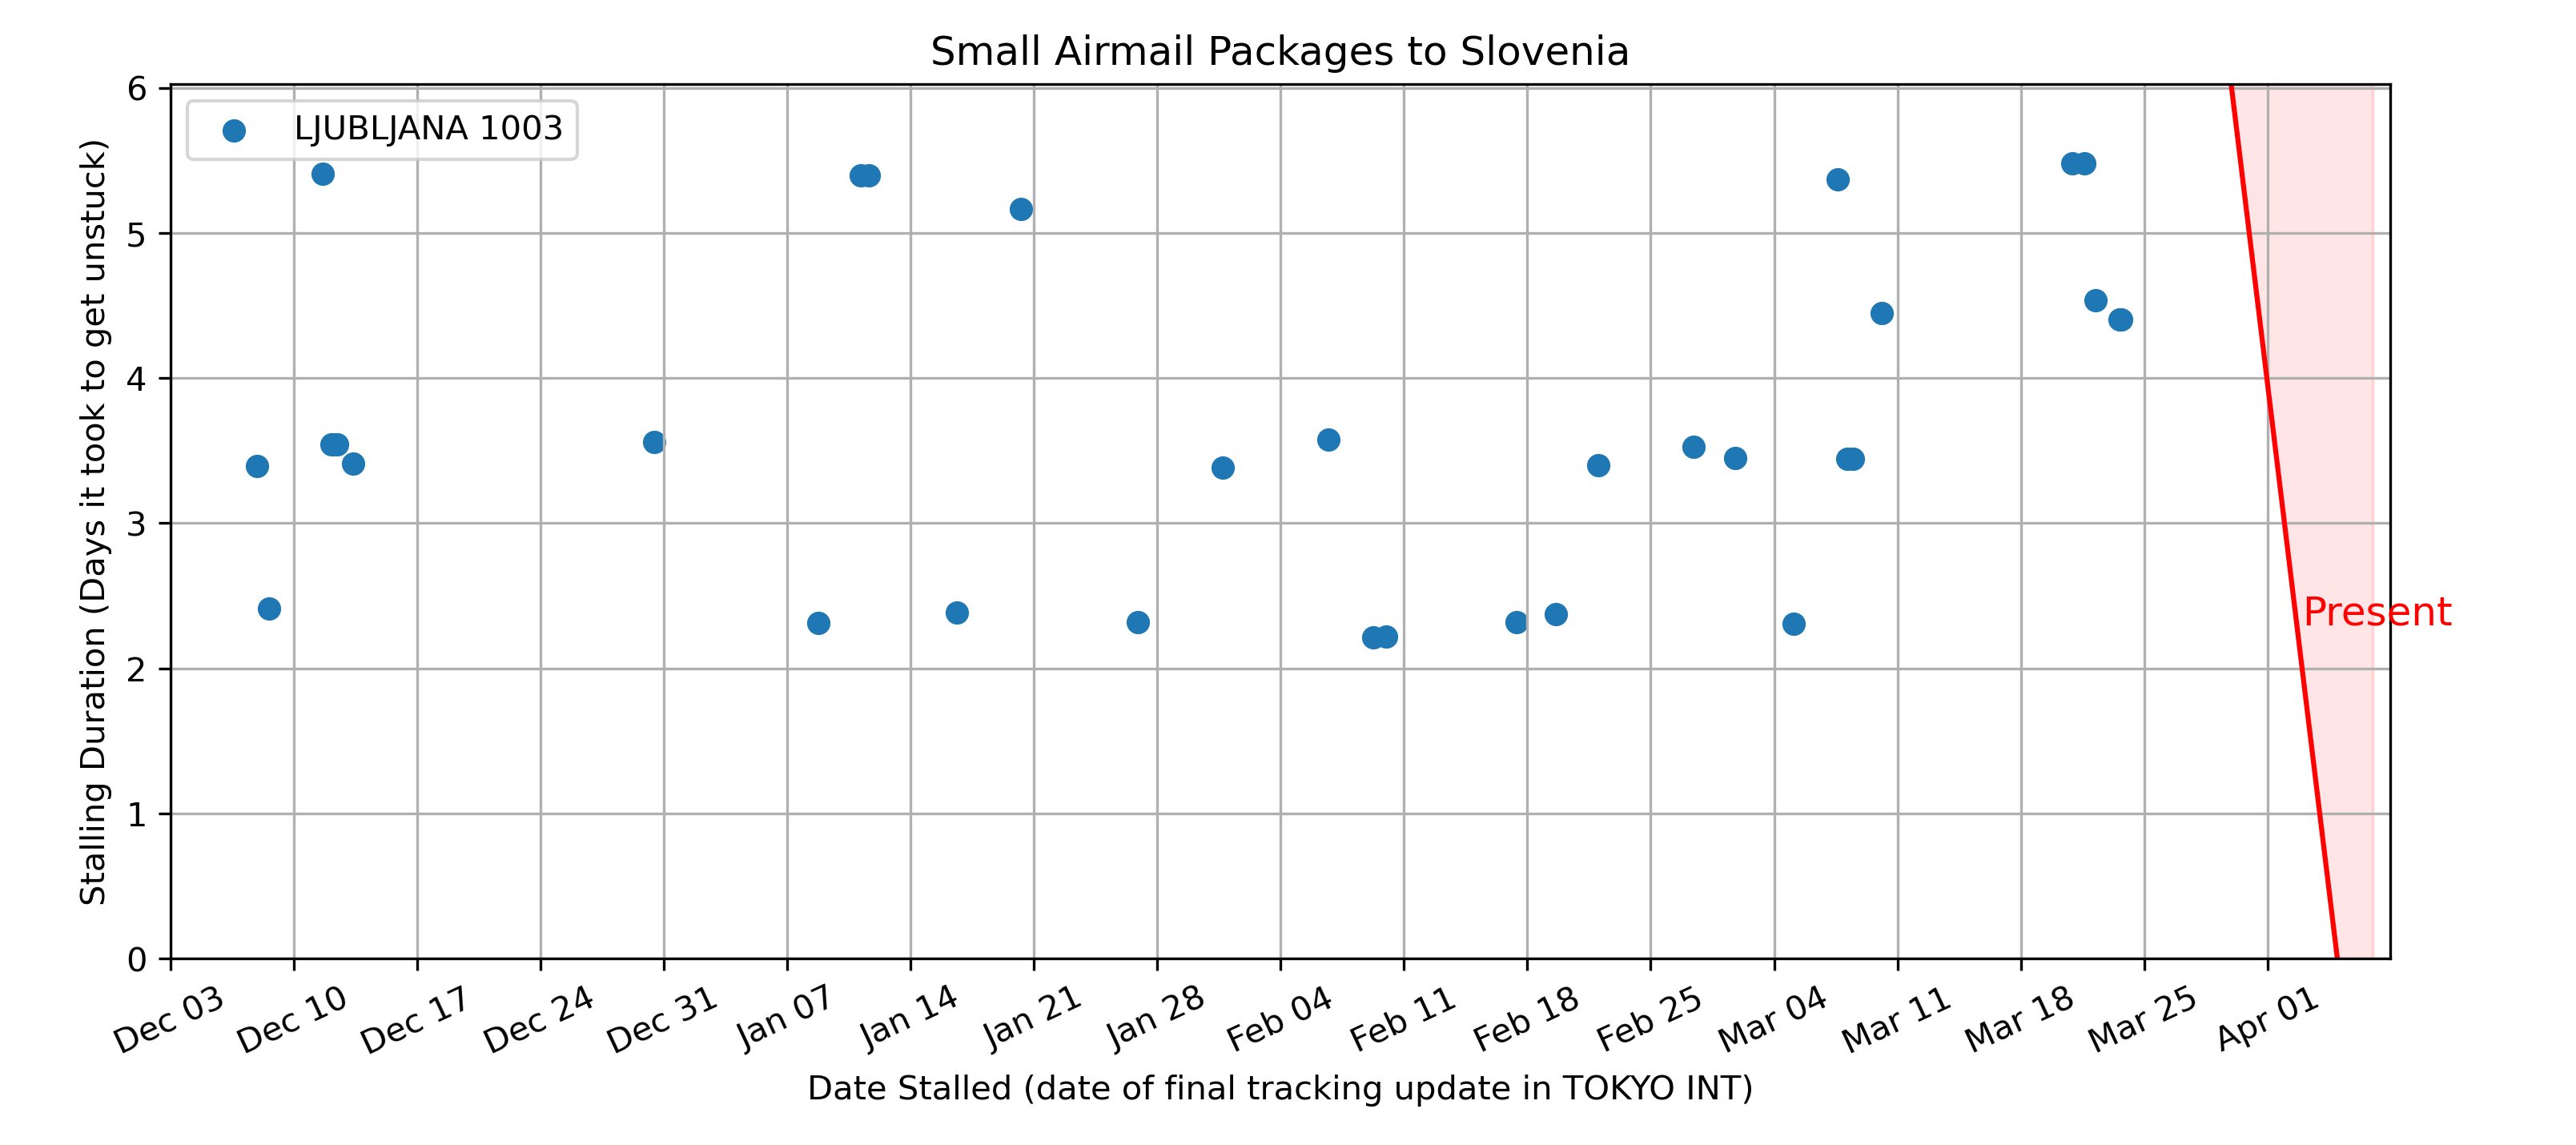 Small Airmail Packages to Slovenia
LJUBLJANA 1003
Stalling Duration (Days it took to get unstuck)
6
5
4
3
2
1
0
Present
Dec 03
Dec 10
Dec 17
Dec 24
Dec 31
Jan 07
Jan 14
Jan 21
Jan 28
Feb 04
Feb 11
Feb 18
Feb 25
Mar 04
Mar 11
Mar 18
Mar 25
Apr 01
Date Stalled (date of final tracking update in TOKYO INT)